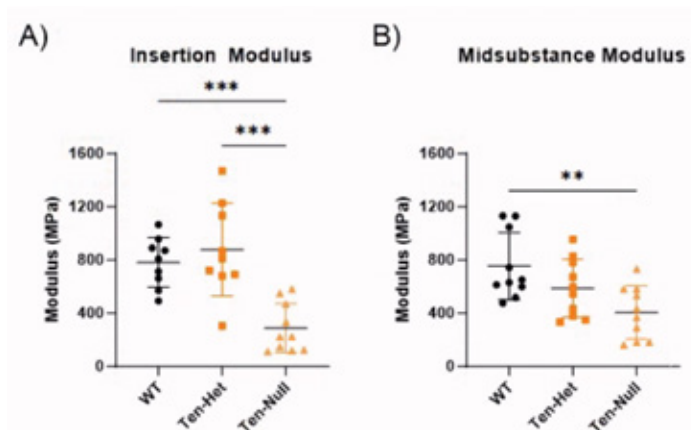 A)
Insertion Modulus
***
***
Modulus (MPa)
1600
1200
800
400
0
WT
Ten-Het
Ten-Null
B)
Midsubstance Modulus
**
Modulus (MPa)
1600
1200
800
400
0
WT
Ten-Het
Ten-Null